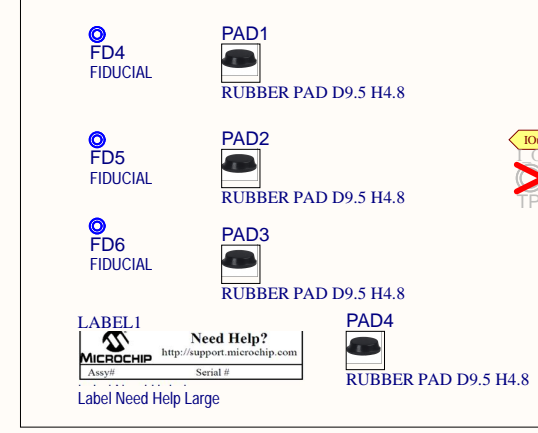 FD4
FIDUCIAL
PAD1
RUBBER PAD D9.5 H4.8
FD5
FIDUCIAL
PAD2
RUBBER PAD D9.5 H4.8
FD6
FIDUCIAL
PAD3
RUBBER PAD D9.5 H4.8
LABEL1
MICROCHIP
Need Help?
http://support.microchip.com
Assy# Serial #
Label Need Help Large
PAD4
RUBBER PAD D9.5 H4.8
TP